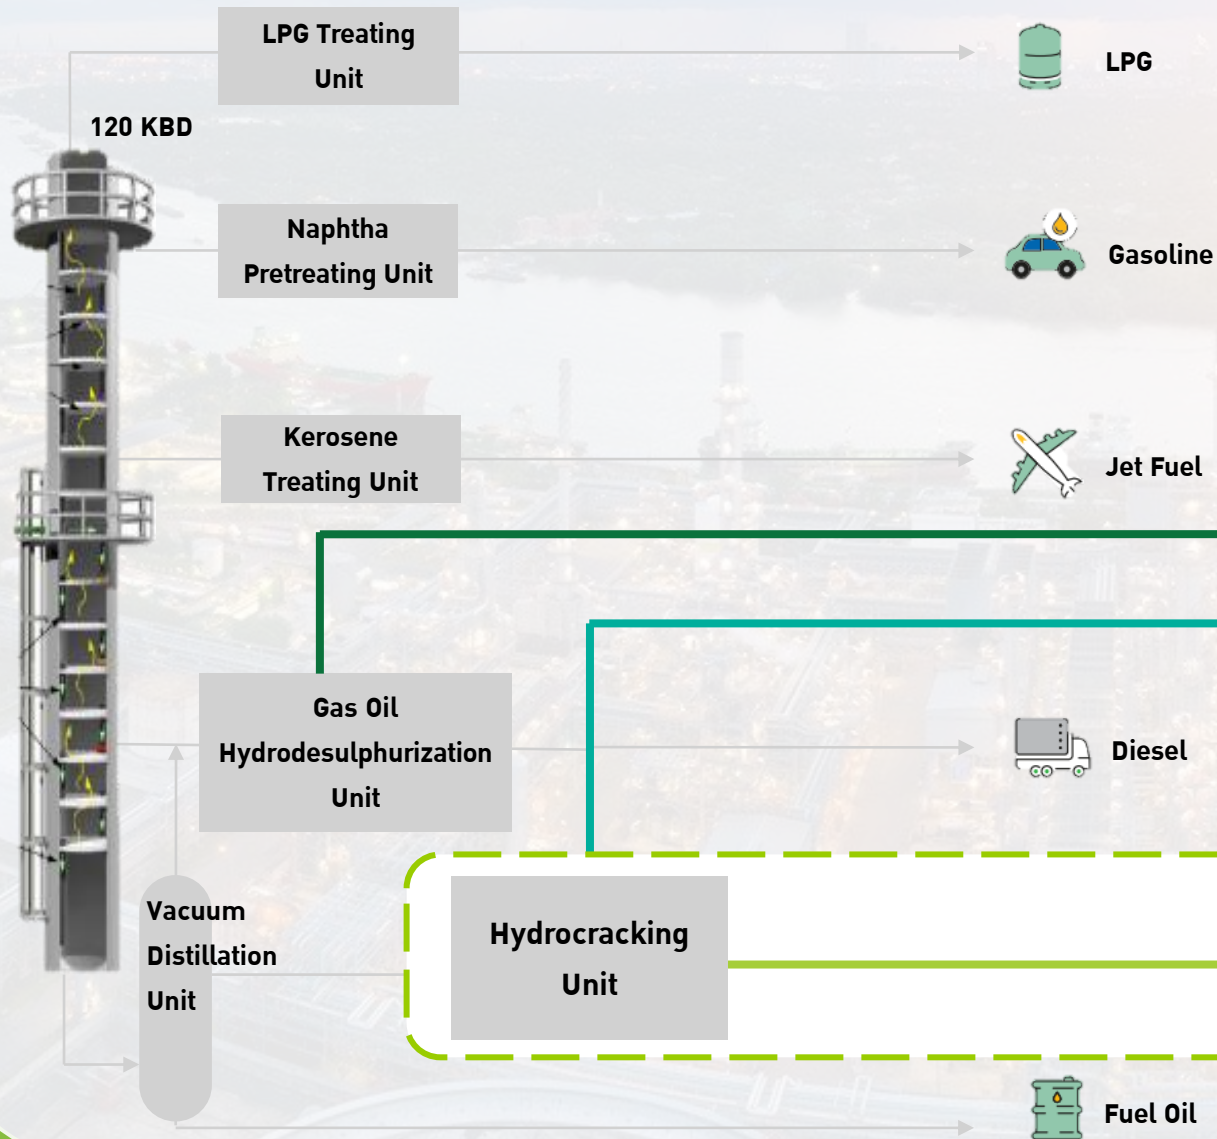 LPG Treating
Unit
LPG
120 KBD
Naphtha
Pretreating Unit
Gasoline
Kerosene
Treating Unit
Jet Fuel
Gas Oil
Hydrodesulphurization
Unit
Diesel
Vacuum
Distillation
Unit
Hydrocracking
Unit
Fuel Oil